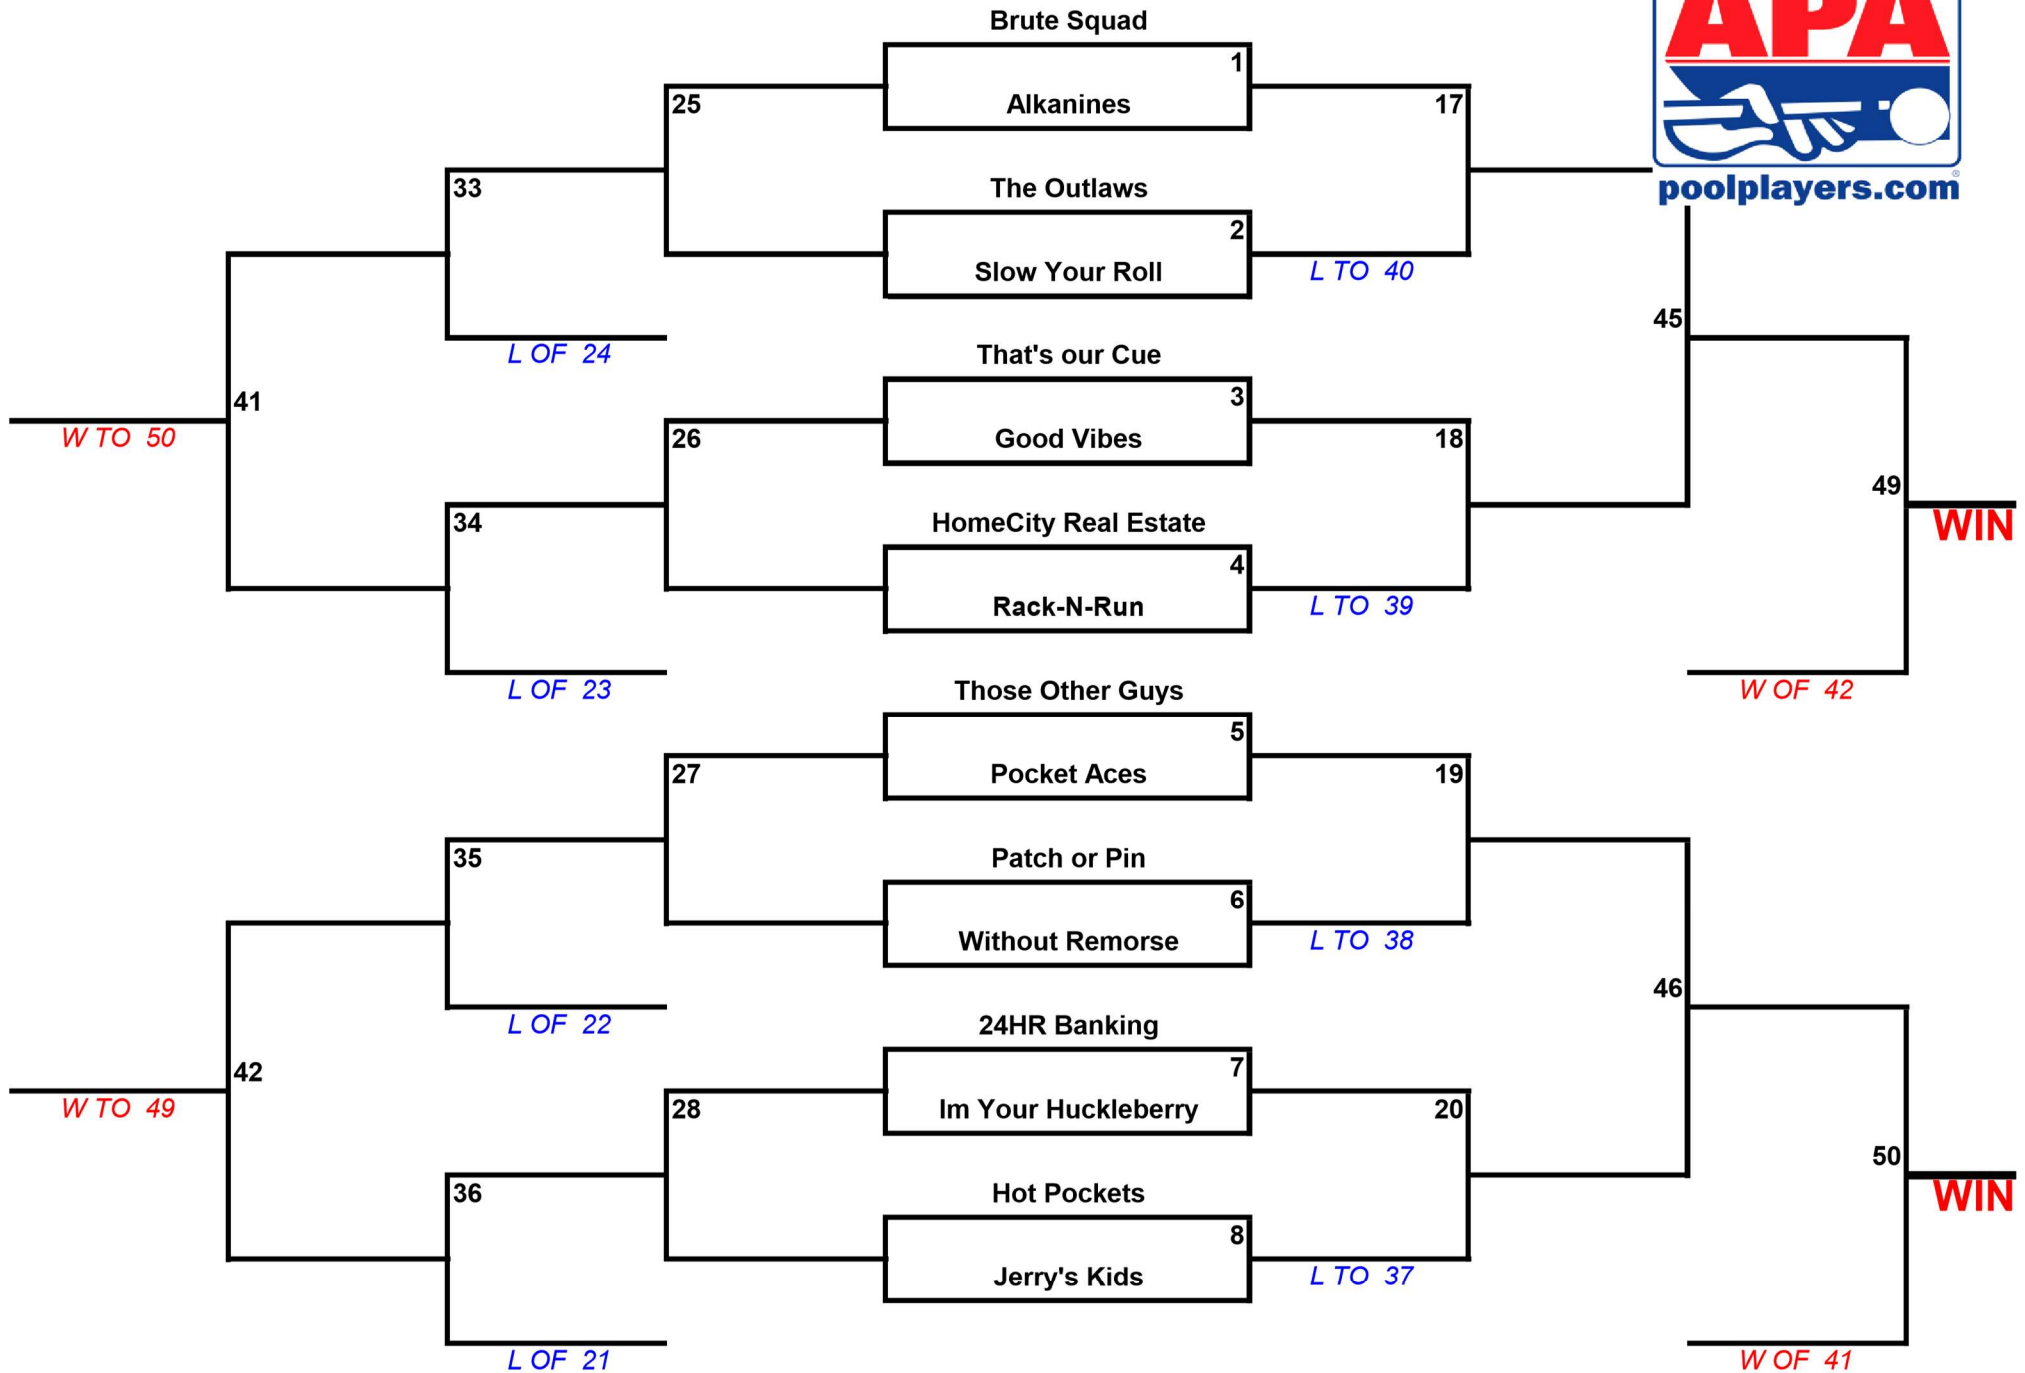 APA
poolplayers.com
®
Brute Squad
1
Alkanines
25
17
33
The Outlaws
2
Slow Your Roll
L TO 40
45
L OF 24
That's our Cue
3
Good Vibes
41
W TO 50
26
18
49
WIN
34
HomeCity Real Estate
4
Rack-N-Run
L TO 39
L OF 23
W OF 42
Those Other Guys
5
Pocket Aces
27
19
35
Patch or Pin
6
Without Remorse
L TO 38
46
L OF 22
24HR Banking
7
Im Your Huckleberry
42
W TO 49
28
20
50
WIN
36
Hot Pockets
8
Jerry's Kids
L TO 37
L OF 21
W OF 41